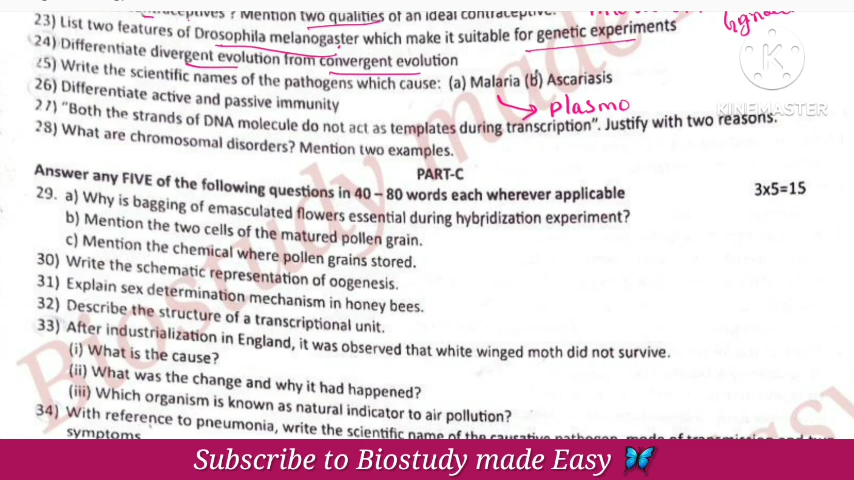 ? Mention two qualities of an ideal contraceptive.
23) List two features of Drosophila melanogaster which make it suitable for genetic experiments
24) Differentiate divergent evolution from convergent evolution
25) Write the scientific names of the pathogens which cause: (a) Malaria (b) Ascariasis
26) Differentiate active and passive immunity
plasmo
KINEMASTER
27) "Both the strands of DNA molecule do not act as templates during transcription". Justify with two reasons.
28) What are chromosomal disorders? Mention two examples.
PART-C
Answer any FIVE of the following questions in 40 – 80 words each wherever applicable 3x5=15
29. a) Why is bagging of emasculated flowers essential during hybridization experiment?
b) Mention the two cells of the matured pollen grain.
c) Mention the chemical where pollen grains stored.
30) Write the schematic representation of oogenesis.
31) Explain sex determination mechanism in honey bees.
32) Describe the structure of a transcriptional unit.
33) After industrialization in England, it was observed that white winged moth did not survive.
(i) What is the cause?
(ii) What was the change and why it had happened?
(iii) Which organism is known as natural indicator to air pollution?
34) With reference to pneumonia, write the scientific name of the causative pathogen, mode of transmission and two
symptoms
Biostudy made easy
Subscribe to Biostudy made Easy